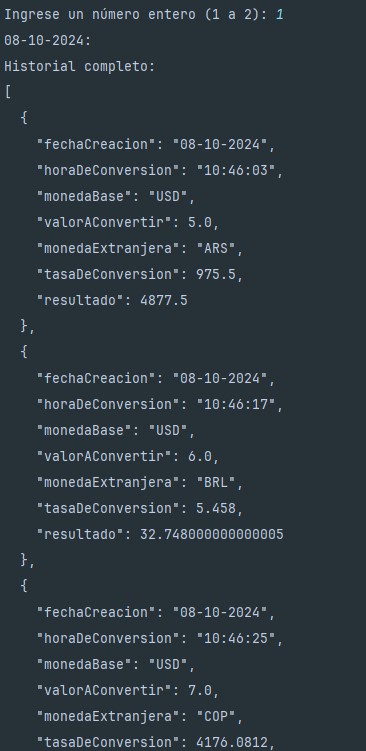 Ingrese un número entero (1 a 2): 1
08-10-2024:
Historial completo:
[
  {
    "fechaCreacion": "08-10-2024",
    "horaDeConversion": "10:46:03",
    "monedaBase": "USD",
    "valorAConvertir": 5.0,
    "monedaExtranjera": "ARS",
    "tasaDeConversion": 975.5,
    "resultado": 4877.5
  },
  {
    "fechaCreacion": "08-10-2024",
    "horaDeConversion": "10:46:17",
    "monedaBase": "USD",
    "valorAConvertir": 6.0,
    "monedaExtranjera": "BRL",
    "tasaDeConversion": 5.458,
    "resultado": 32.748000000000005
  },
  {
    "fechaCreacion": "08-10-2024",
    "horaDeConversion": "10:46:25",
    "monedaBase": "USD",
    "valorAConvertir": 7.0,
    "monedaExtranjera": "COP",
    "tasaDeConversion": 4176.0812,